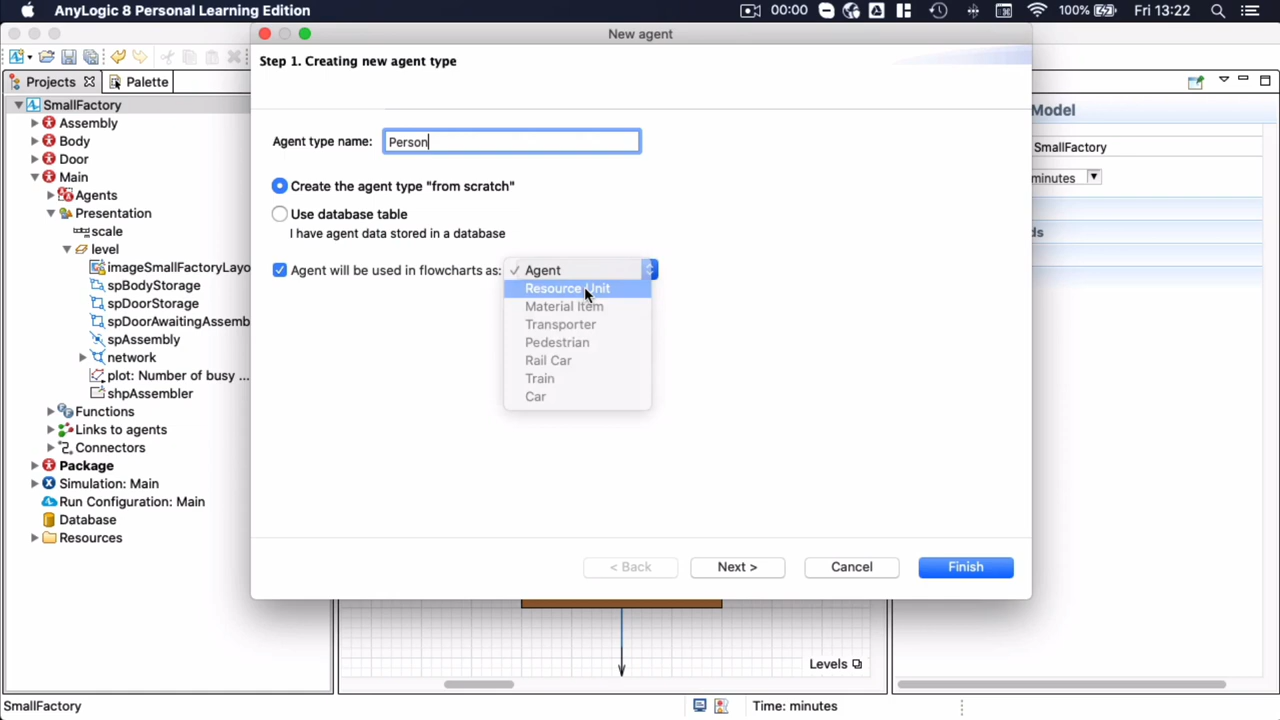 AnyLogic 8 Personal Learning Edition
00:00
100%
Fri 13:22
New agent
Projects
Palette
Step 1. Creating new agent type
Model
SmallFactory
Assembly
Body
Door
Main
Agents
Presentation
scale
level
imageSmallFactoryLayo
spBodyStorage
spDoorStorage
spDoorAwaitingAssemb
spAssembly
network
plot: Number of busy ...
shpAssembler
Functions
Links to agents
Connectors
Package
Simulation: Main
Run Configuration: Main
Database
Resources
Agent type name: Person
Create the agent type "from scratch"
Use database table
I have agent data stored in a database
Agent will be used in flowcharts as:
Agent
Resource Unit
Material Item
Transporter
Pedestrian
Rail Car
Train
Car
< Back
Next >
Cancel
Finish
SmallFactory
minutes
ds
Levels
SmallFactory
Time: minutes